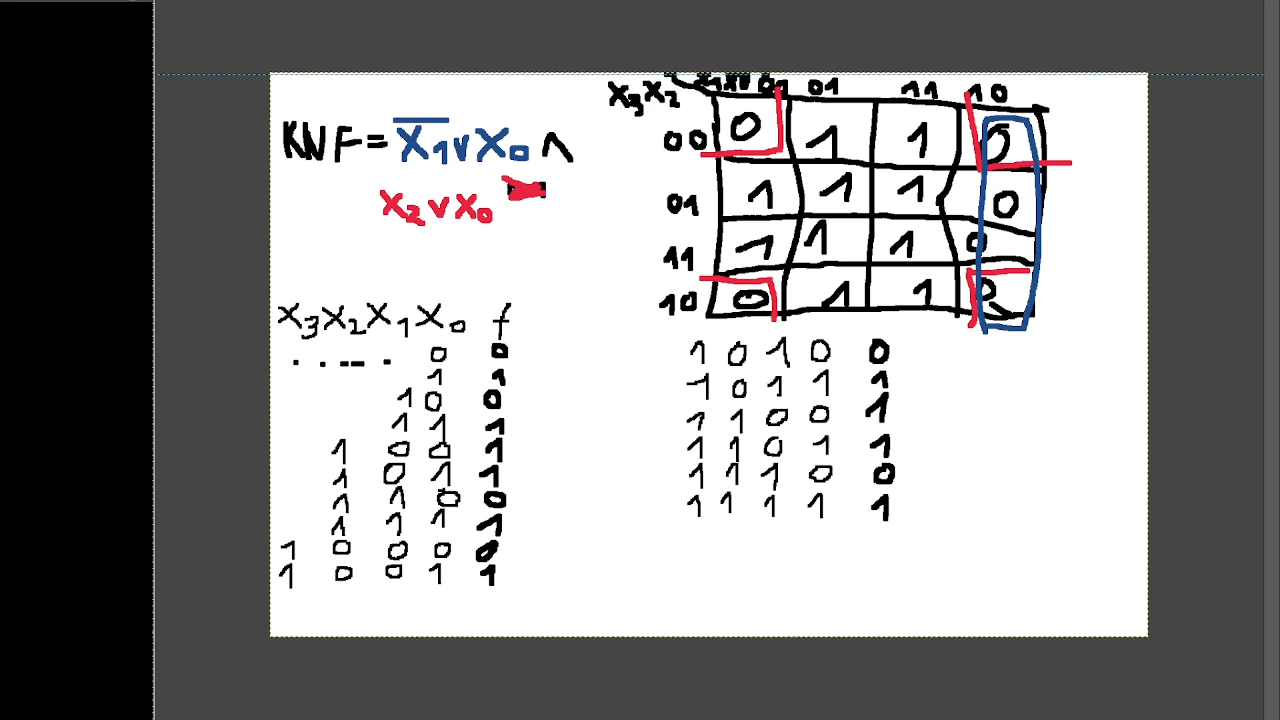 KNF = X̅1̅ v X0 ∧
X2 v X0
X3X2 01 11 10
00 0 1 1 0
01 1 1 1 0
11 1 1 1 0
10 0 1 1 0
X3 X2 X1 X0 f
. . -- - 0 0
1 1
1 0 0
1 1 1
1 0 0 1
1 0 1 1
1 1 0 0
1 1 1 1
1 0 0 0 0
1 0 0 1 1
1 0 1 0 0
1 0 1 1 1
1 1 0 0 1
1 1 0 1 1
1 1 1 0 0
1 1 1 1 1